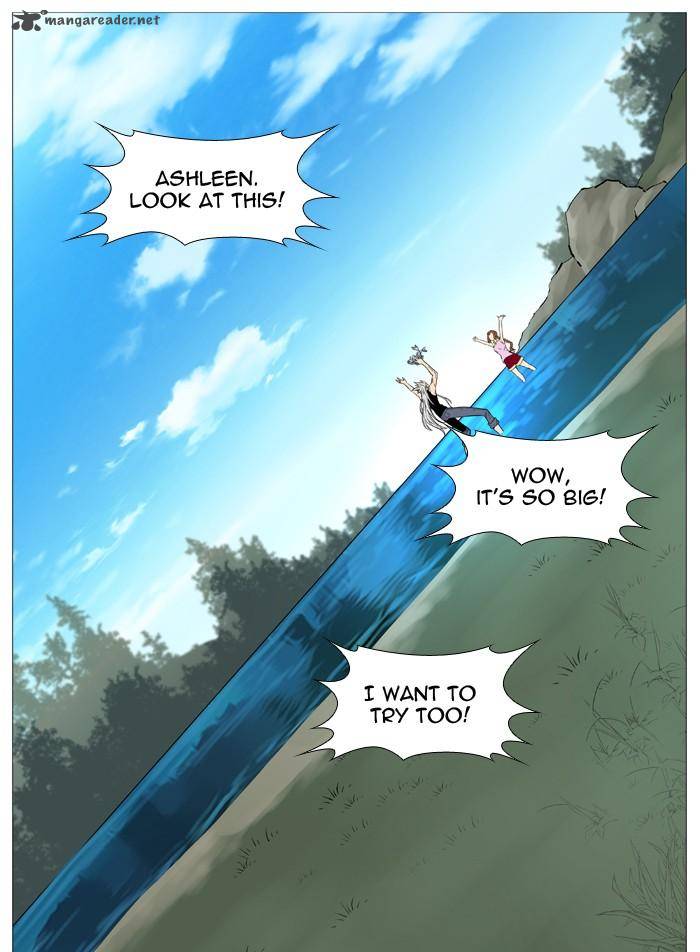 mangareader.net
ASHLEEN.
LOOK AT THIS!
WOW,
IT'S SO BIG!
I WANT TO
TRY TOO!